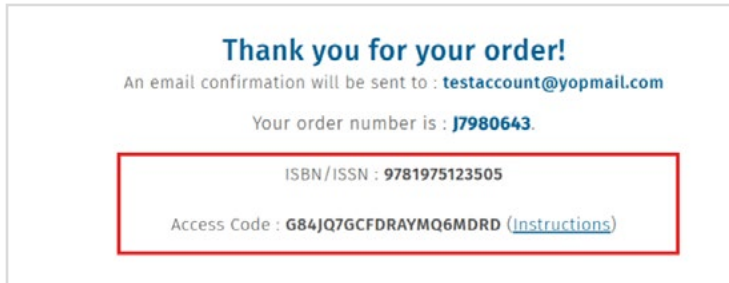 Thank you for your order!
An email confirmation will be sent to : testaccount@yopmail.com
Your order number is : J7980643.
ISBN/ISSN : 9781975123505
Access Code : G84JQ7GCFDRAYMQ6MDRD (Instructions)